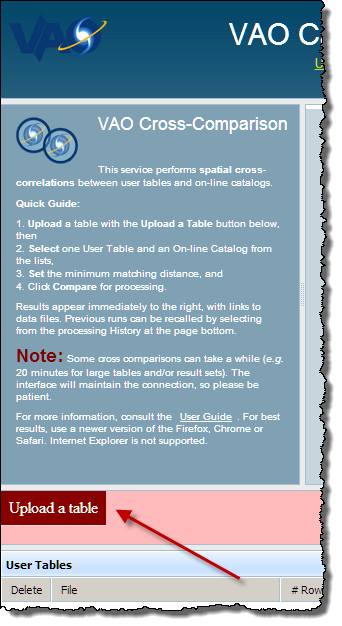 VAO
VAO C
U
VAO Cross-Comparison
This service performs spatial cross-
correlations between user tables and on-line catalogs.
Quick Guide:
1. Upload a table with the Upload a Table button below,
then
2. Select one User Table and an On-line Catalog from
the lists,
3. Set the minimum matching distance, and
4. Click Compare for processing.
Results appear immediately to the right, with links to
data files. Previous runs can be recalled by selecting
from the processing History at the page bottom.
Note: Some cross comparisons can take a while (e.g.
20 minutes for large tables and/or result sets). The
interface will maintain the connection, so please be
patient.
For more information, consult the User Guide . For best
results, use a newer version of the Firefox, Chrome or
Safari. Internet Explorer is not supported.
Upload a table
User Tables
Delete File # Row